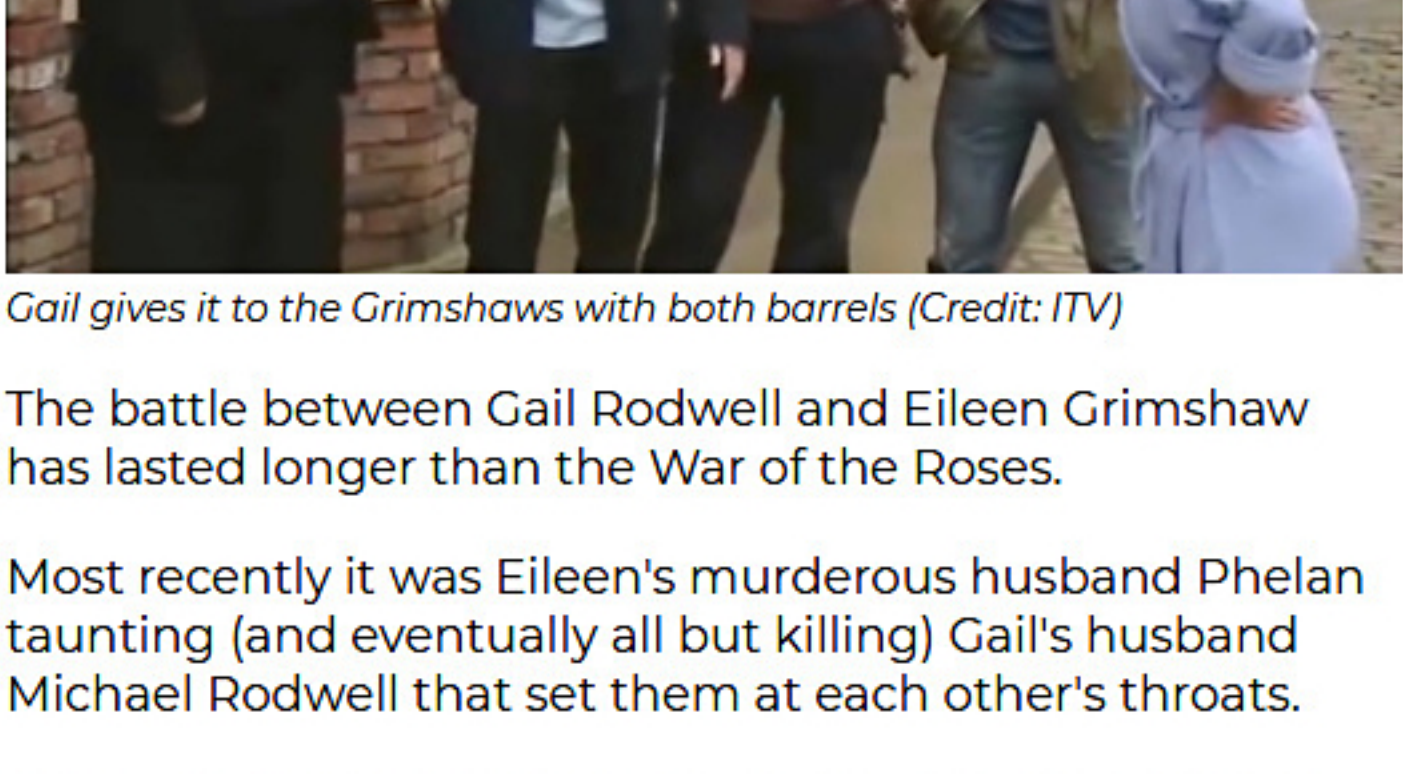 Gail gives it to the Grimshaws with both barrels (Credit: ITV)
The battle between Gail Rodwell and Eileen Grimshaw
has lasted longer than the War of the Roses.
Most recently it was Eileen's murderous husband Phelan
taunting (and eventually all but killing) Gail's husband
Michael Rodwell that set them at each other's throats.